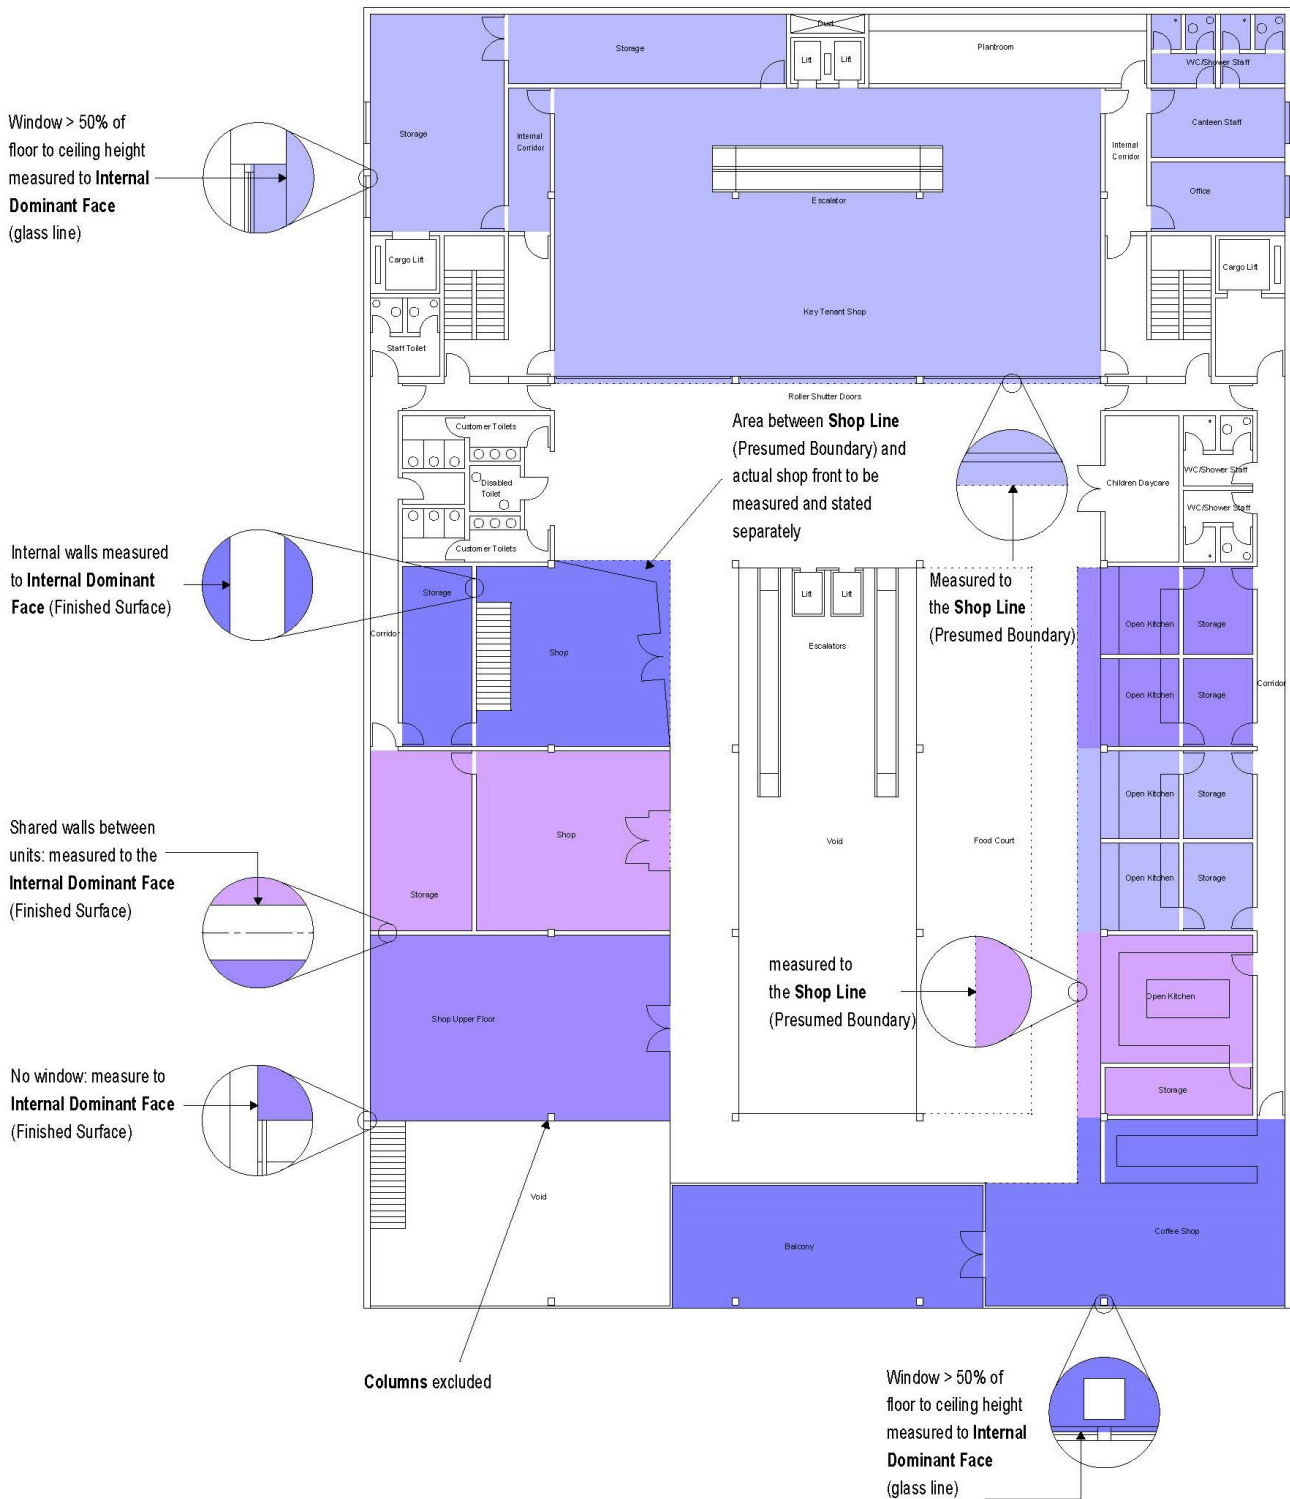 Duct
Storage
Lift
Lift
Plantroom
WC/Shower Staff
Window > 50% of
floor to ceiling height
measured to Internal
Dominant Face
(glass line)
Storage
Internal
Corridor
Internal
Corridor
Canteen Staff
Office
Escalator
Cargo Lift
Cargo Lift
Key Tenant Shop
Staff Toilet
Roller Shutter Doors
Area between Shop Line
(Presumed Boundary) and
actual shop front to be
measured and stated
separately
Customer Toilets
Disabled
Toilet
Customer Toilets
Children Daycare
WC/Shower Staff
WC/Shower Staff
Internal walls measured
to Internal Dominant
Face (Finished Surface)
Measured to
the Shop Line
(Presumed Boundary)
Storage
Corridor
Shop
Lift
Lift
Escalators
Open Kitchen
Storage
Open Kitchen
Storage
Corridor
Open Kitchen
Storage
Open Kitchen
Storage
Shared walls between
units: measured to the
Internal Dominant Face
(Finished Surface)
Shop
Storage
Void
Food Court
measured to
the Shop Line
(Presumed Boundary)
Open Kitchen
Storage
Shop Upper Floor
No window: measure to
Internal Dominant Face
(Finished Surface)
Void
Balcony
Coffee Shop
Columns excluded
Window > 50% of
floor to ceiling height
measured to Internal
Dominant Face
(glass line)